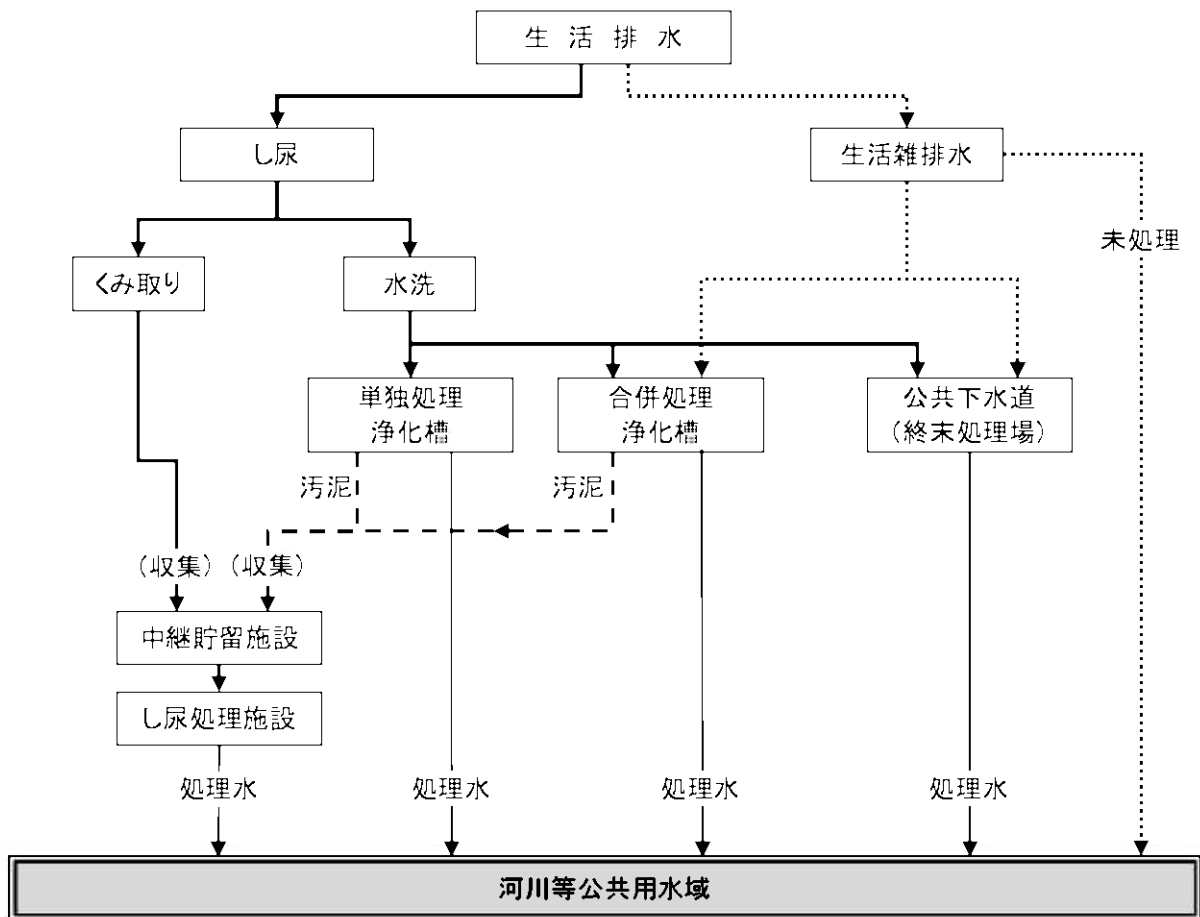 生活排水
し尿
生活雑排水
未処理
くみ取り
水洗
単独処理
浄化槽
合併処理
浄化槽
公共下水道
（終末処理場）
汚泥
汚泥
（収集）
（収集）
中継貯留施設
し尿処理施設
処理水
処理水
処理水
処理水
河川等公共用水域